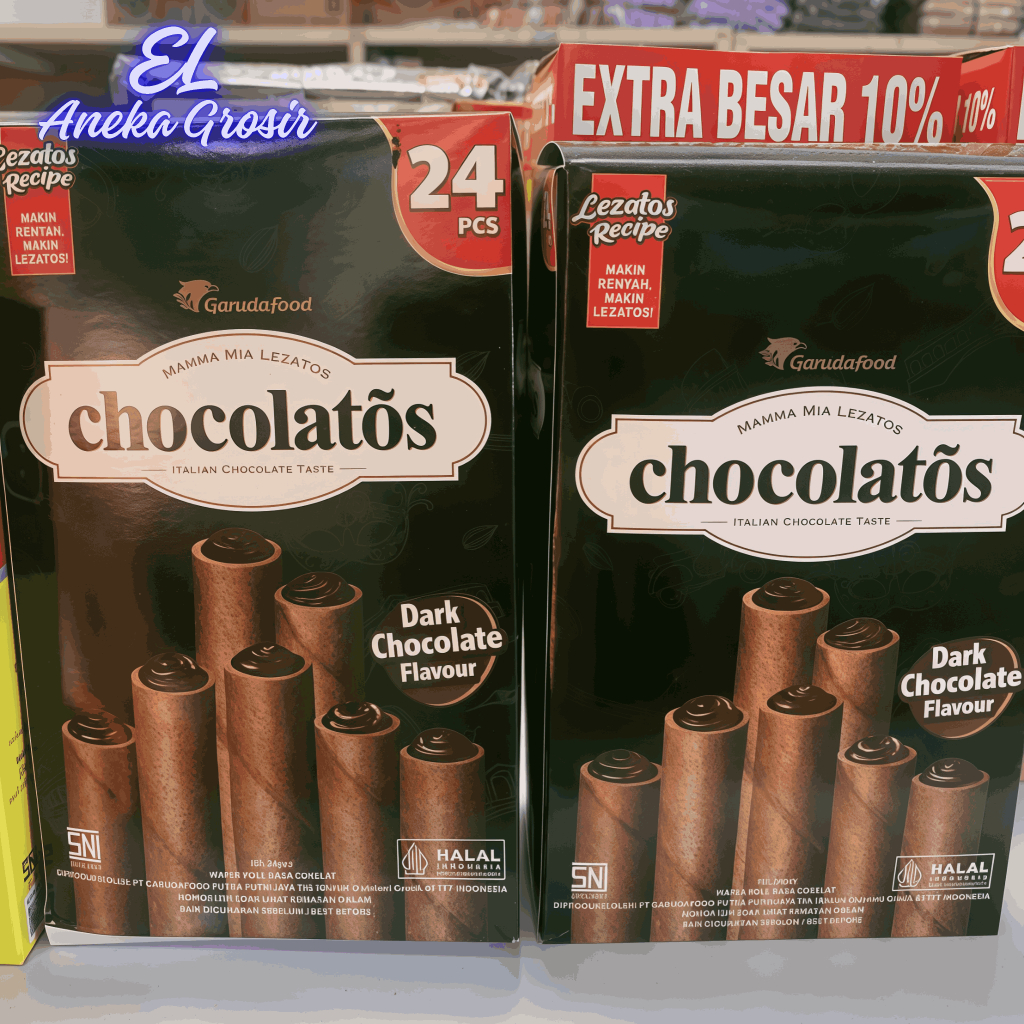 EL
Aneka Grosir
EXTRA BESAR 10%
10%
Lezatos
Recipe
MAKIN
RENTAN,
MAKIN
LEZATOS!
24
PCS
Garudafood
MAMMA MIA LEZATOS
chocolatõs
ITALIAN CHOCOLATE TASTE
Dark
Chocolate
Flavour
SNI
HALAL
INDONESIA
Lezatos
Recipe
MAKIN
RENYAH,
MAKIN
LEZATOS!
2
Garudafood
MAMMA MIA LEZATOS
chocolatõs
ITALIAN CHOCOLATE TASTE
Dark
Chocolate
Flavour
SNI
HALAL